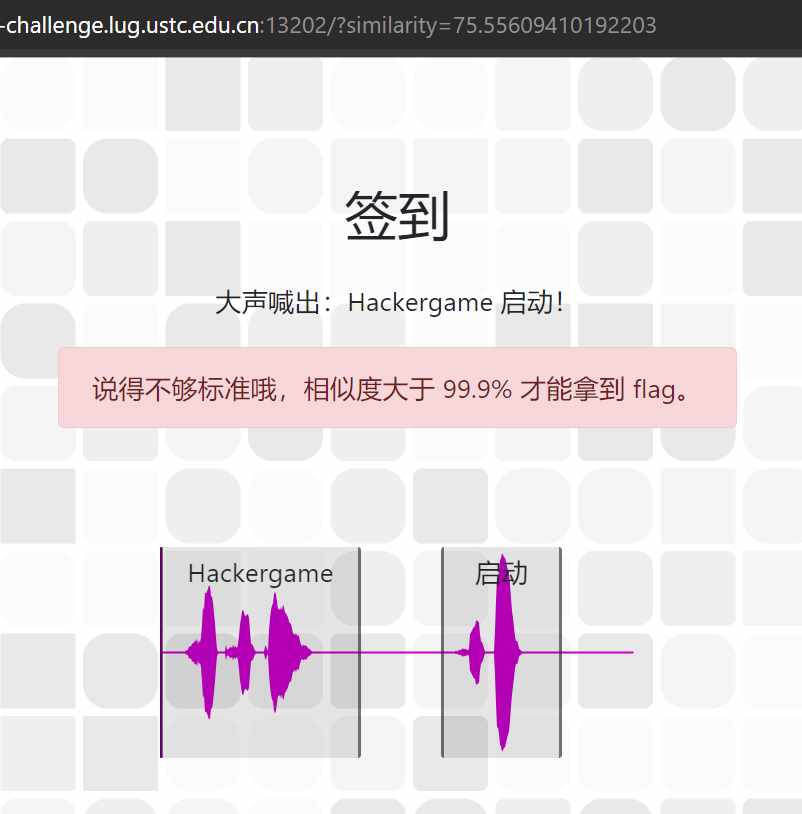 -challenge.lug.ustc.edu.cn:13202/?similarity=75.55609410192203
签到
大声喊出：Hackergame 启动！
说得不够标准哦，相似度大于 99.9% 才能拿到 flag。
Hackergame 启动